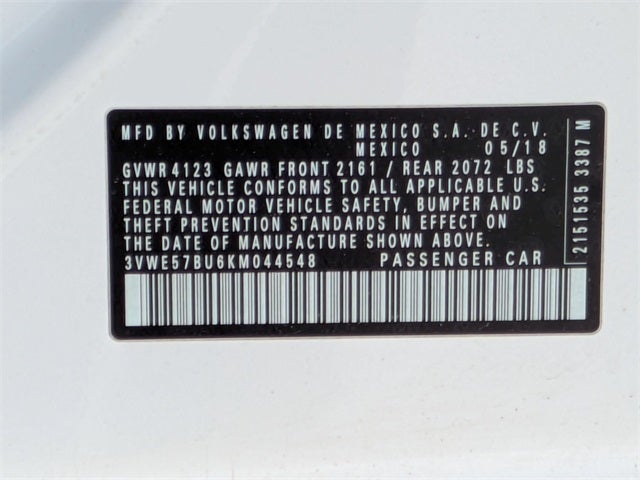 MFD BY VOLKSWAGEN DE MEXICO S.A. DE C.V.
MEXICO 05/18
GVWR 4123 GAWR FRONT 2161 / REAR 2072 LBS
THIS VEHICLE CONFORMS TO ALL APPLICABLE U.S.
FEDERAL MOTOR VEHICLE SAFETY, BUMPER AND
THEFT PREVENTION STANDARDS IN EFFECT ON
THE DATE OF MANUFACTURE SHOWN ABOVE.
3VWE57BU6KM044548 PASSENGER CAR
2151535 3387 M